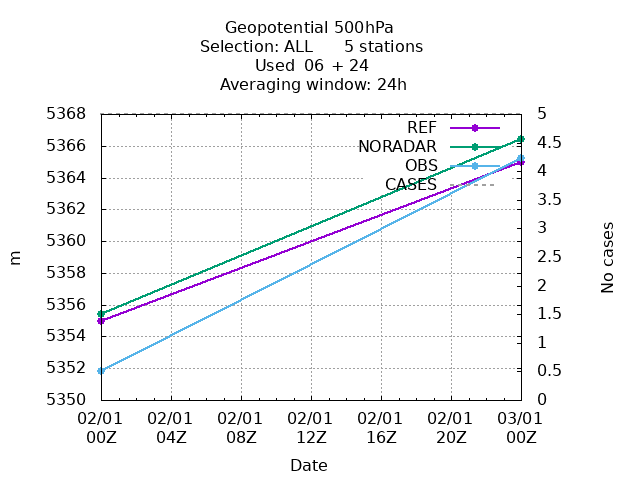 Geopotential 500hPa
Selection: ALL      5 stations
Used  06 + 24
Averaging window: 24h
5368
5366
5364
5362
5360
5358
5356
5354
5352
5350
m
5
4.5
4
3.5
3
2.5
2
1.5
1
0.5
0
No cases
REF
NORADAR
OBS
CASES
02/01 02/01 02/01 02/01 02/01 02/01 03/01
00Z 04Z 08Z 12Z 16Z 20Z 00Z
Date